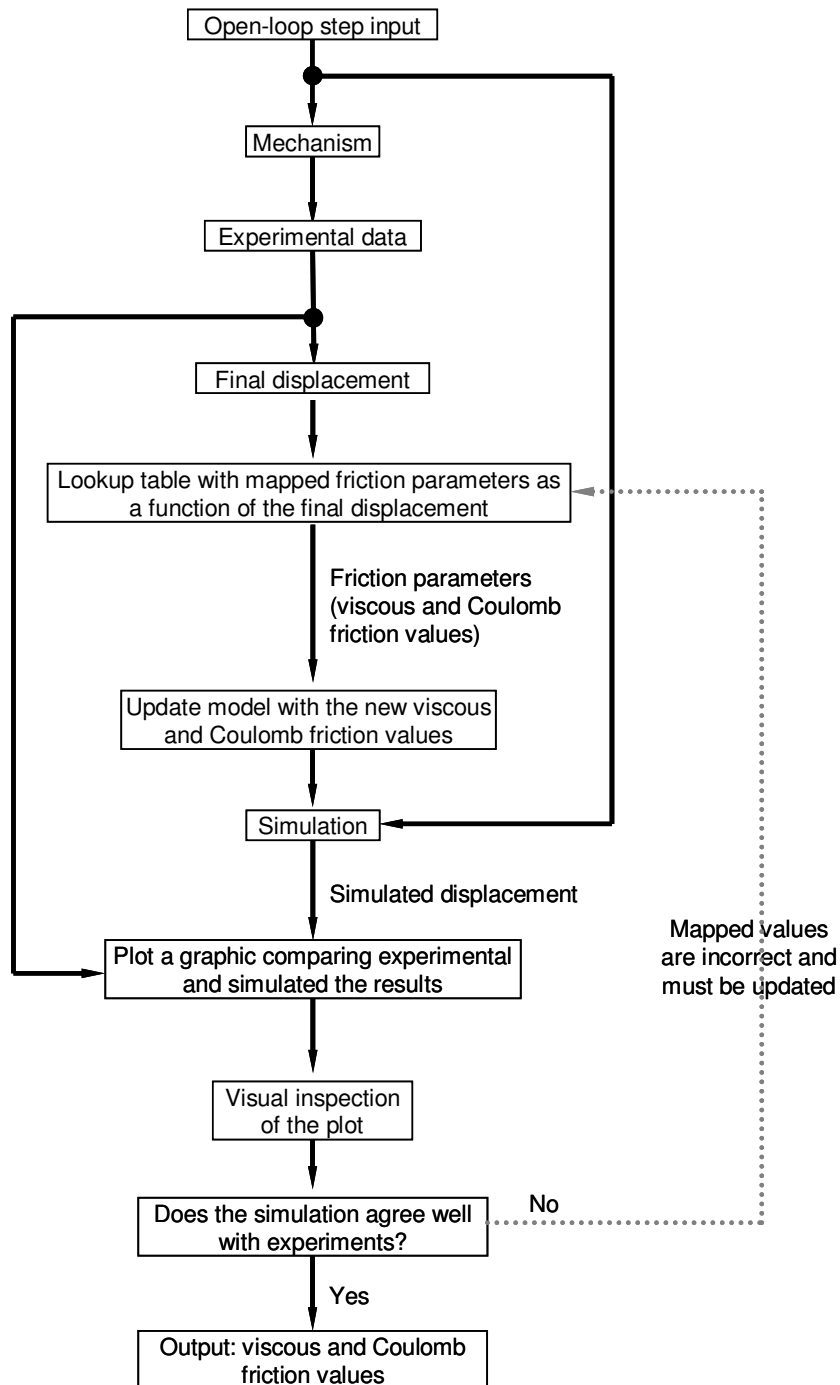 Open-loop step input
Mechanism
Experimental data
Final displacement
Lookup table with mapped friction parameters as
a function of the final displacement
Friction parameters
(viscous and Coulomb
friction values)
Update model with the new viscous
and Coulomb friction values
Simulation
Simulated displacement
Plot a graphic comparing experimental
and simulated the results
Mapped values
are incorrect and
must be updated
Visual inspection
of the plot
Does the simulation agree well
with experiments?
No
Yes
Output: viscous and Coulomb
friction values